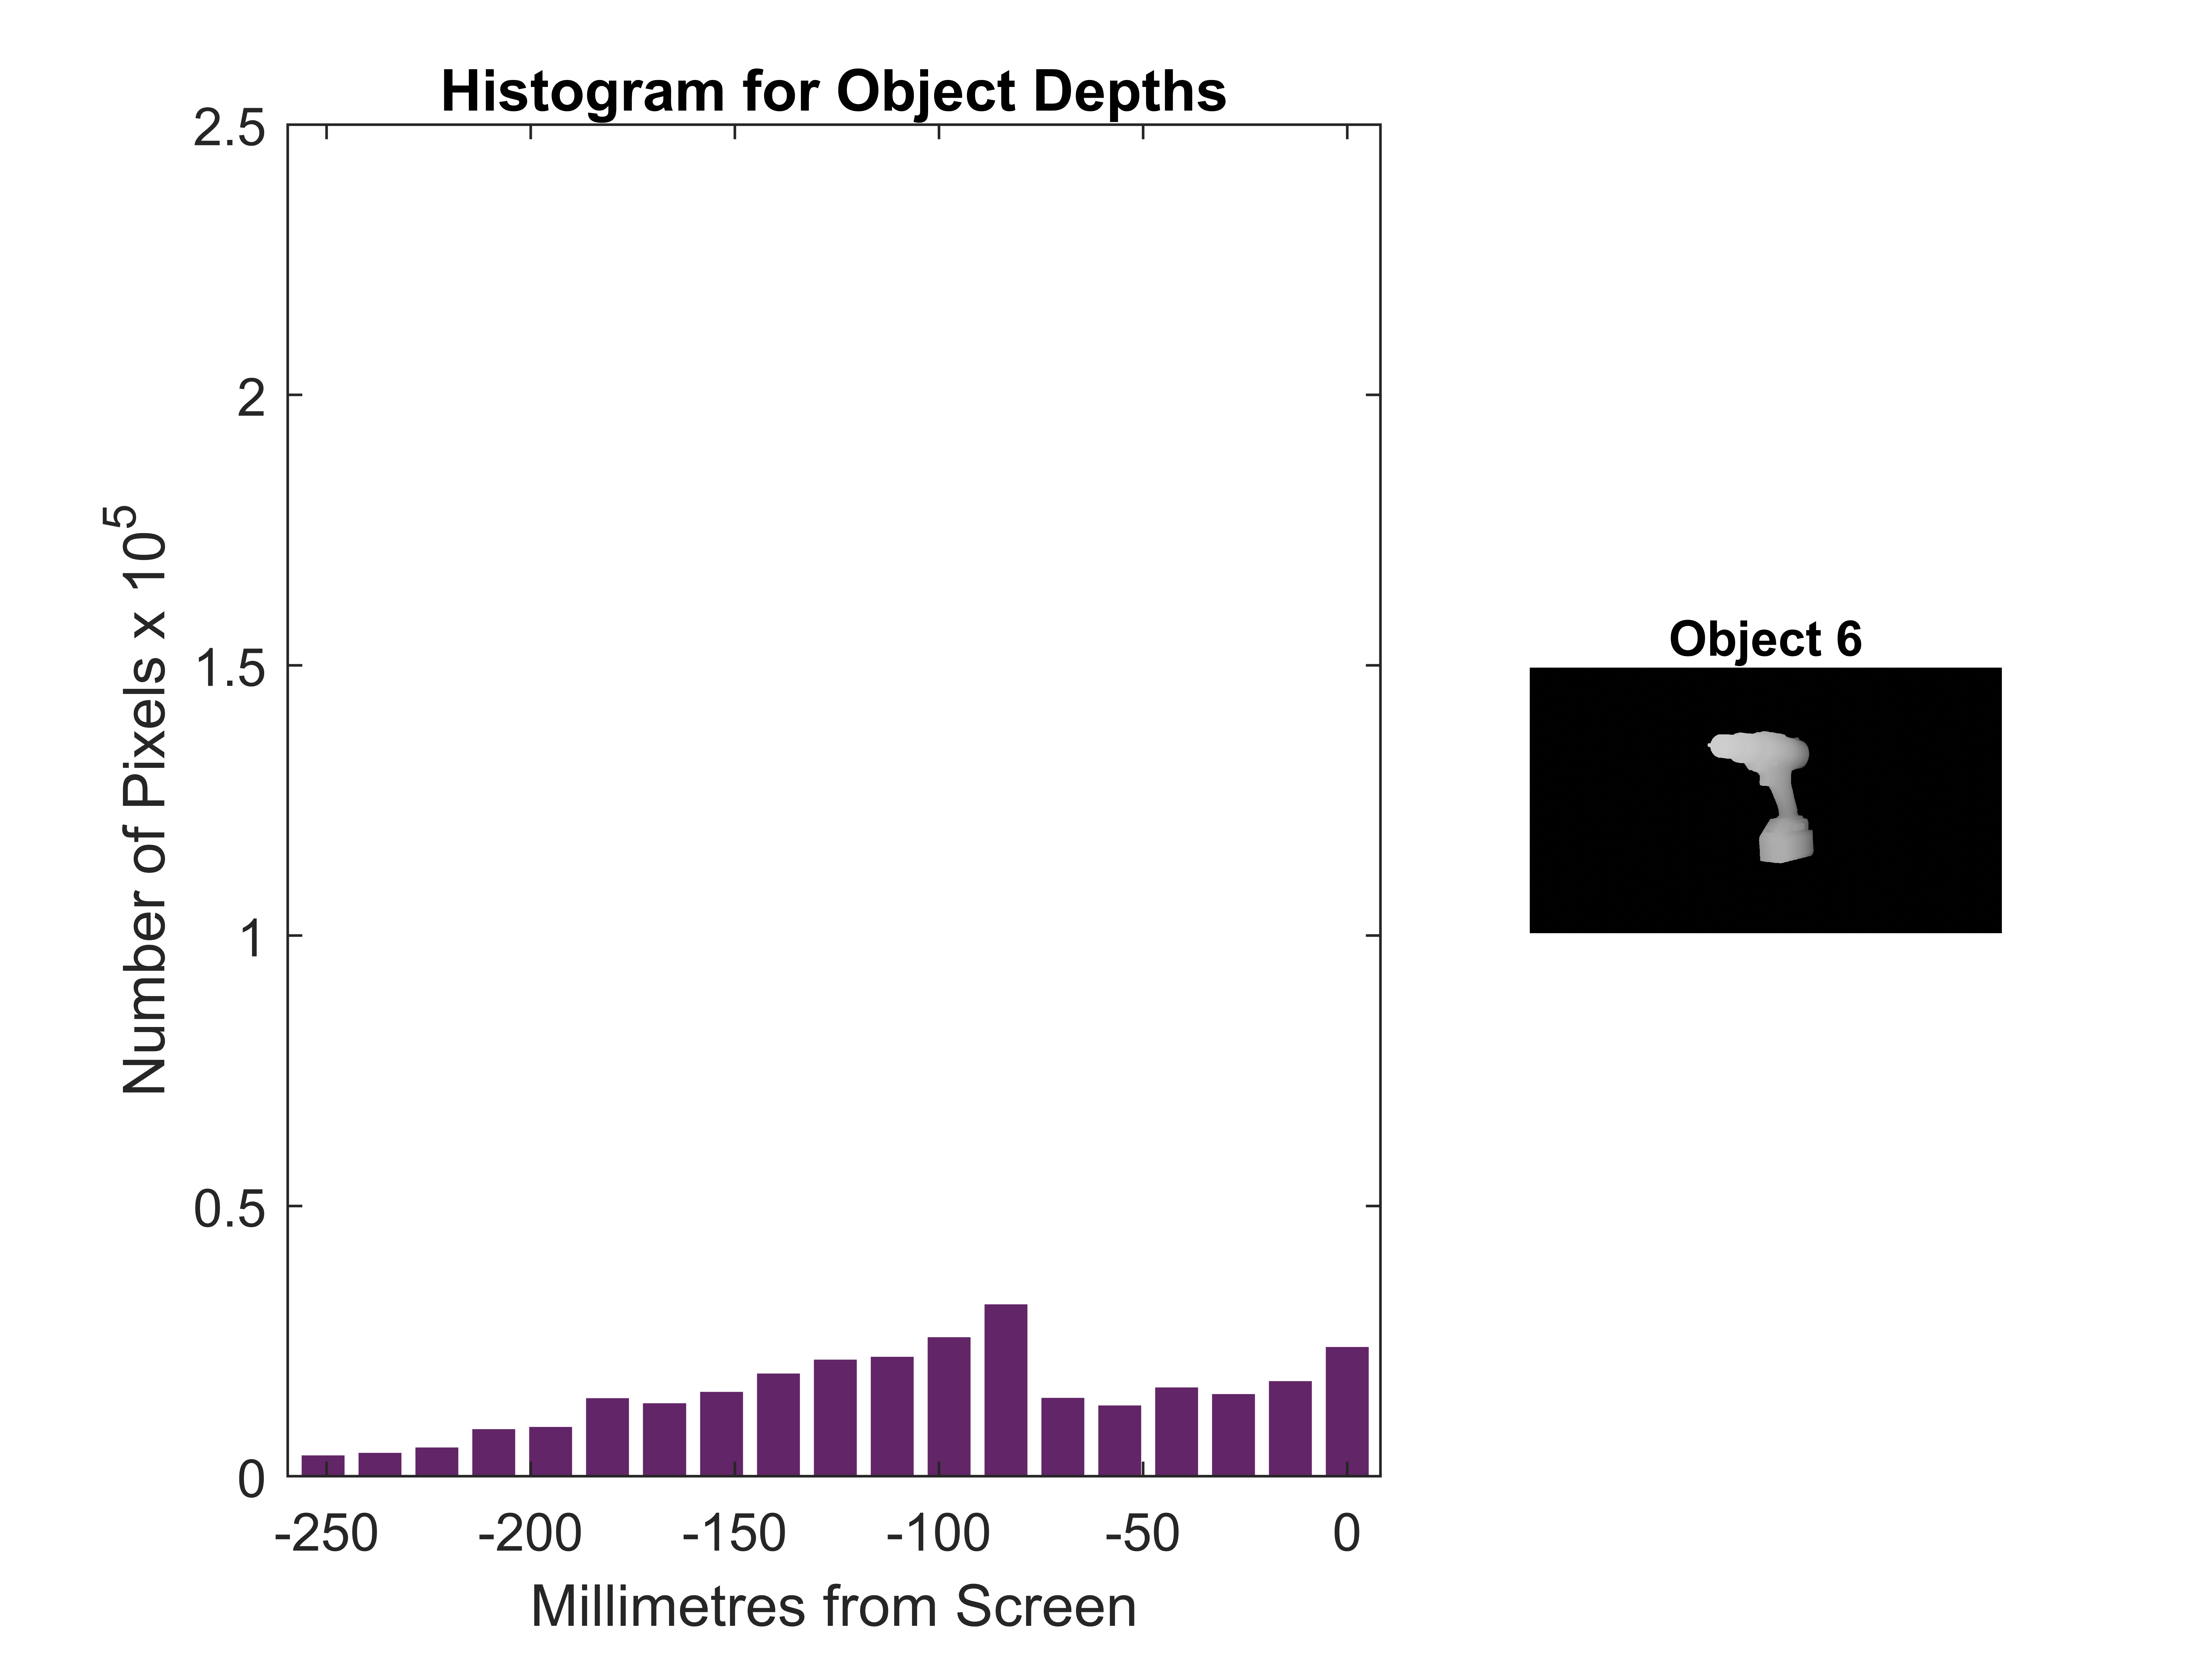 Histogram for Object Depths
2.5
2
1.5
1
0.5
0
Number of Pixels x 10^5
-250 -200 -150 -100 -50 0
Millimetres from Screen
Object 6